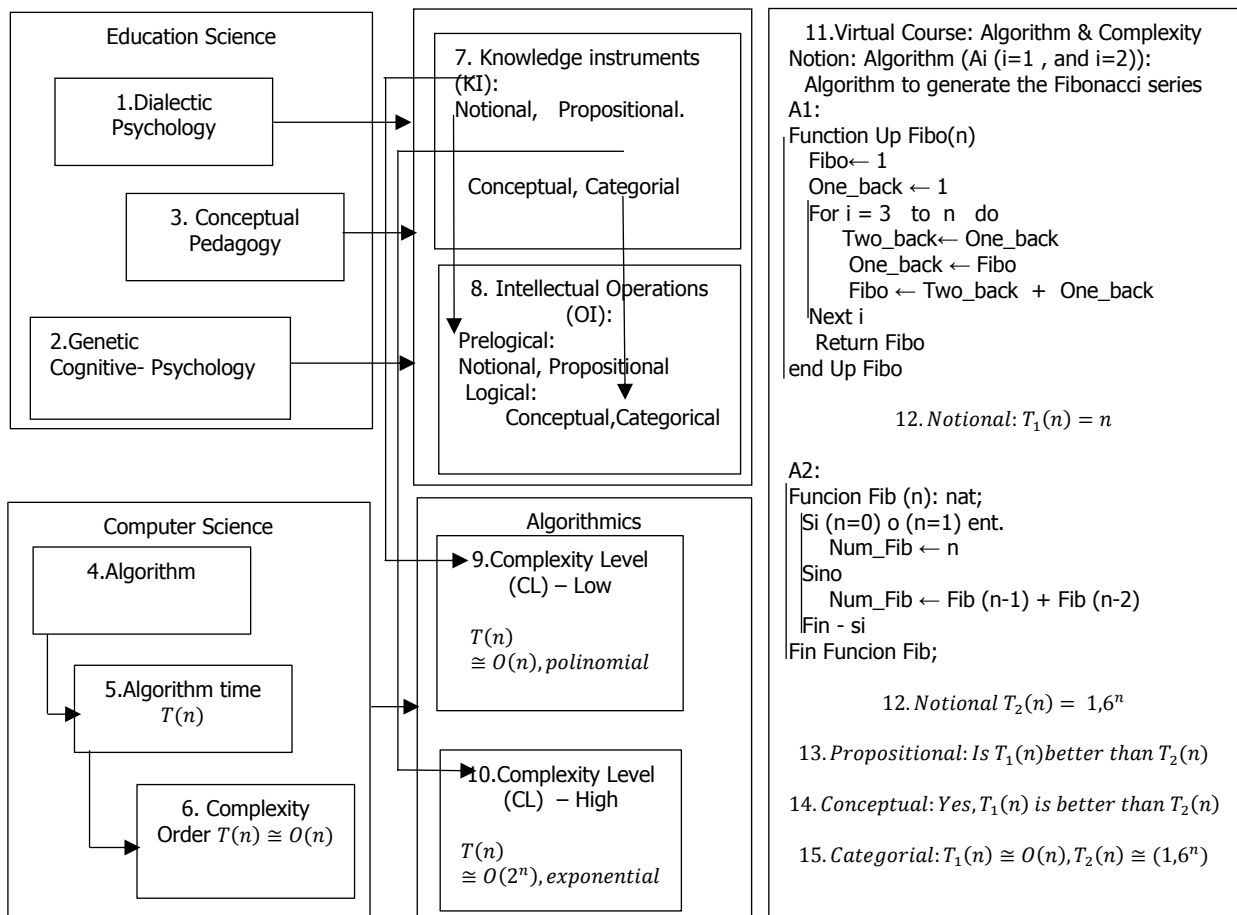 Education Science
1.Dialectic
Psychology
3. Conceptual
Pedagogy
2.Genetic
Cognitive- Psychology
7. Knowledge instruments
(KI):
Notional, Propositional.
Conceptual, Categorial
8. Intellectual Operations
(OI):
Prelogical:
Notional, Propositional
Logical:
Conceptual,Categorical
Computer Science
4.Algorithm
5.Algorithm time
T(n)
6. Complexity
Order T(n) ≅ O(n)
Algorithmics
9.Complexity Level
(CL) – Low
T(n)
≅ O(n), polinomial
10.Complexity Level
(CL) – High
T(n)
≅ O(2ⁿ), exponential
11.Virtual Course: Algorithm & Complexity
Notion: Algorithm (Ai (i=1 , and i=2)):
Algorithm to generate the Fibonacci series
A1:
Function Up Fibo(n)
Fibo← 1
One_back ← 1
For i = 3 to n do
Two_back← One_back
One_back ← Fibo
Fibo ← Two_back + One_back
Next i
Return Fibo
end Up Fibo
12. Notional: T₁(n) = n
A2:
Funcion Fib (n): nat;
Si (n=0) o (n=1) ent.
Num_Fib ← n
Sino
Num_Fib ← Fib (n-1) + Fib (n-2)
Fin - si
Fin Funcion Fib;
12. Notional T₂(n) = 1,6ⁿ
13. Propositional: Is T₁(n)better than T₂(n)
14. Conceptual: Yes, T₁(n) is better than T₂(n)
15. Categorial: T₁(n) ≅ O(n), T₂(n) ≅ (1,6ⁿ)